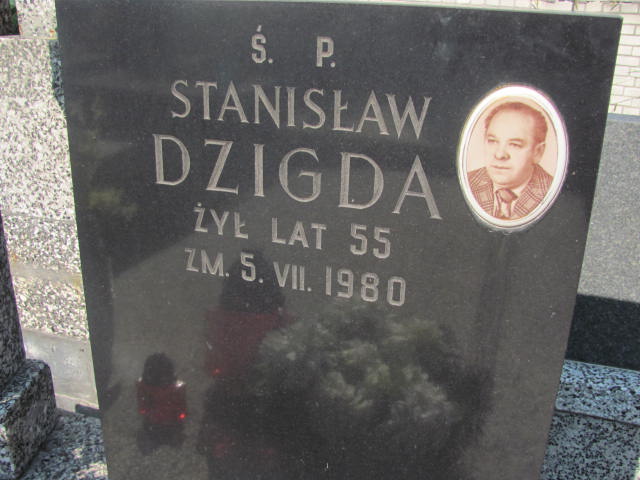 Ś. P.
STANISŁAW
DZIGDA
ŻYŁ LAT 55
ZM. 5. VII. 1980